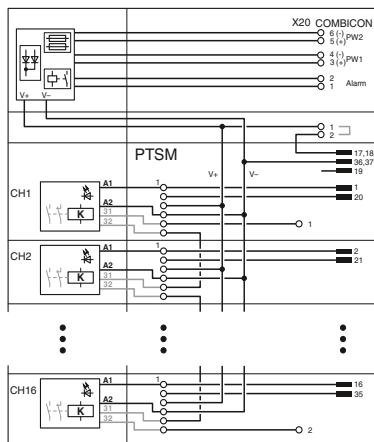 X20 COMBICON
6 (-) PW2
5 (+)
4 (-) PW1
3 (+)
2 Alarm
1
V+ V–
1
2
PTSM
V+ V–
17,18
36,37
19
CH1
A1 1
1
20
A2
31
32
K
1
CH2
A1 1
2
21
A2
31
32
K
CH16
A1 1
16
35
A2
31
32
K
2